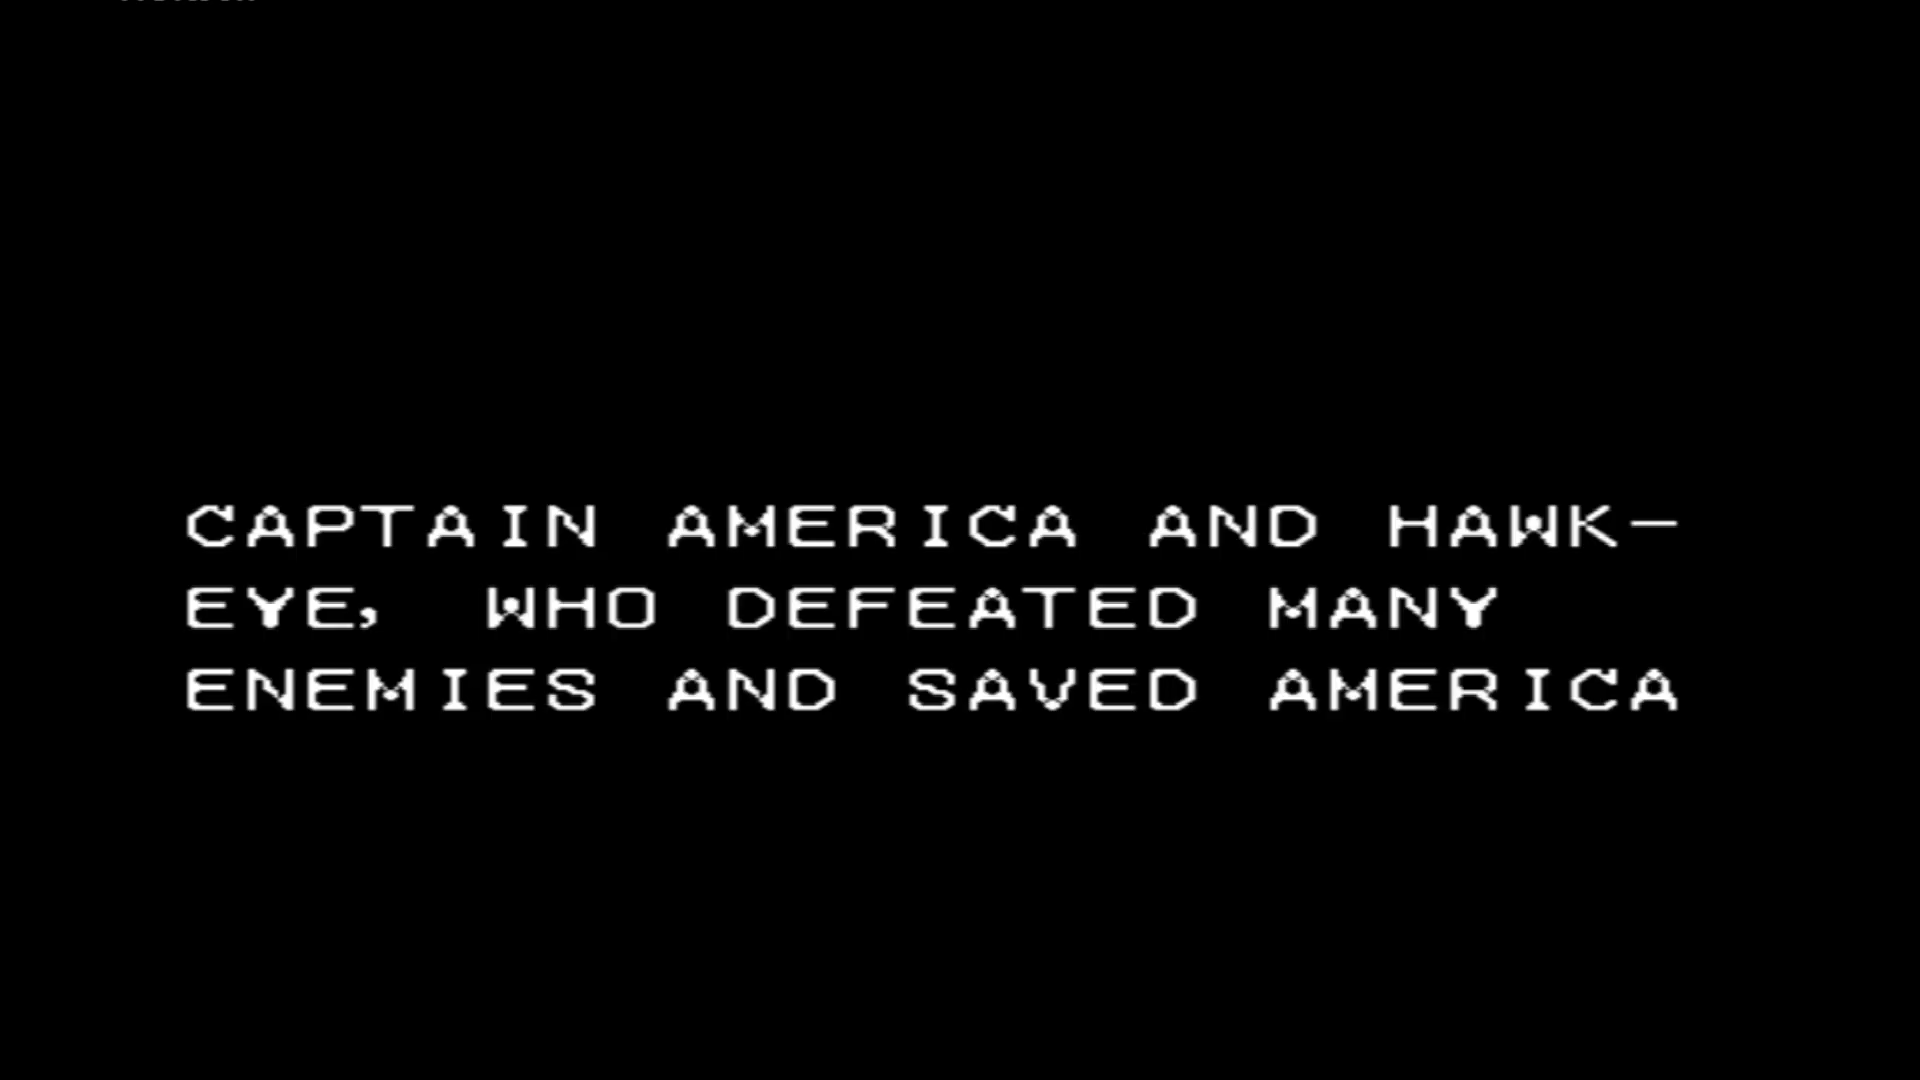 CAPTAIN AMERICA AND HAWK-
EYE, WHO DEFEATED MANY
ENEMIES AND SAVED AMERICA